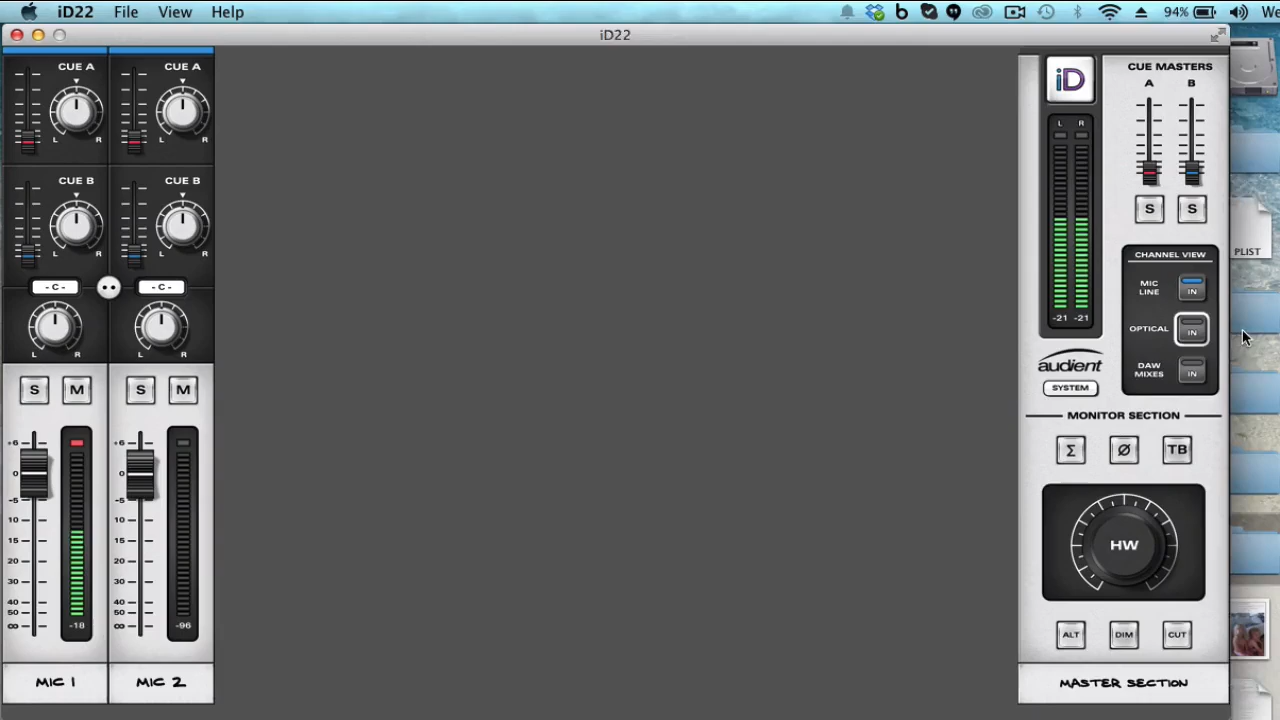 iD22 File View Help 94% We
iD22
CUE A
L R
CUE A
L R
CUE B
L R
CUE B
L R
- C -
- C -
L R
L R
S M
S M
+6
0
-5
10
15
20
30
40
50
∞
-18
+6
0
-5
10
15
20
30
40
50
∞
-96
MIC 1
MIC 2
iD
L R
-21 -21
CUE MASTERS
A B
S S
CHANNEL VIEW
MIC LINE IN
OPTICAL IN
DAW MIXES IN
audient
SYSTEM
MONITOR SECTION
Σ Ø TB
HW
ALT DIM CUT
MASTER SECTION
PLIST